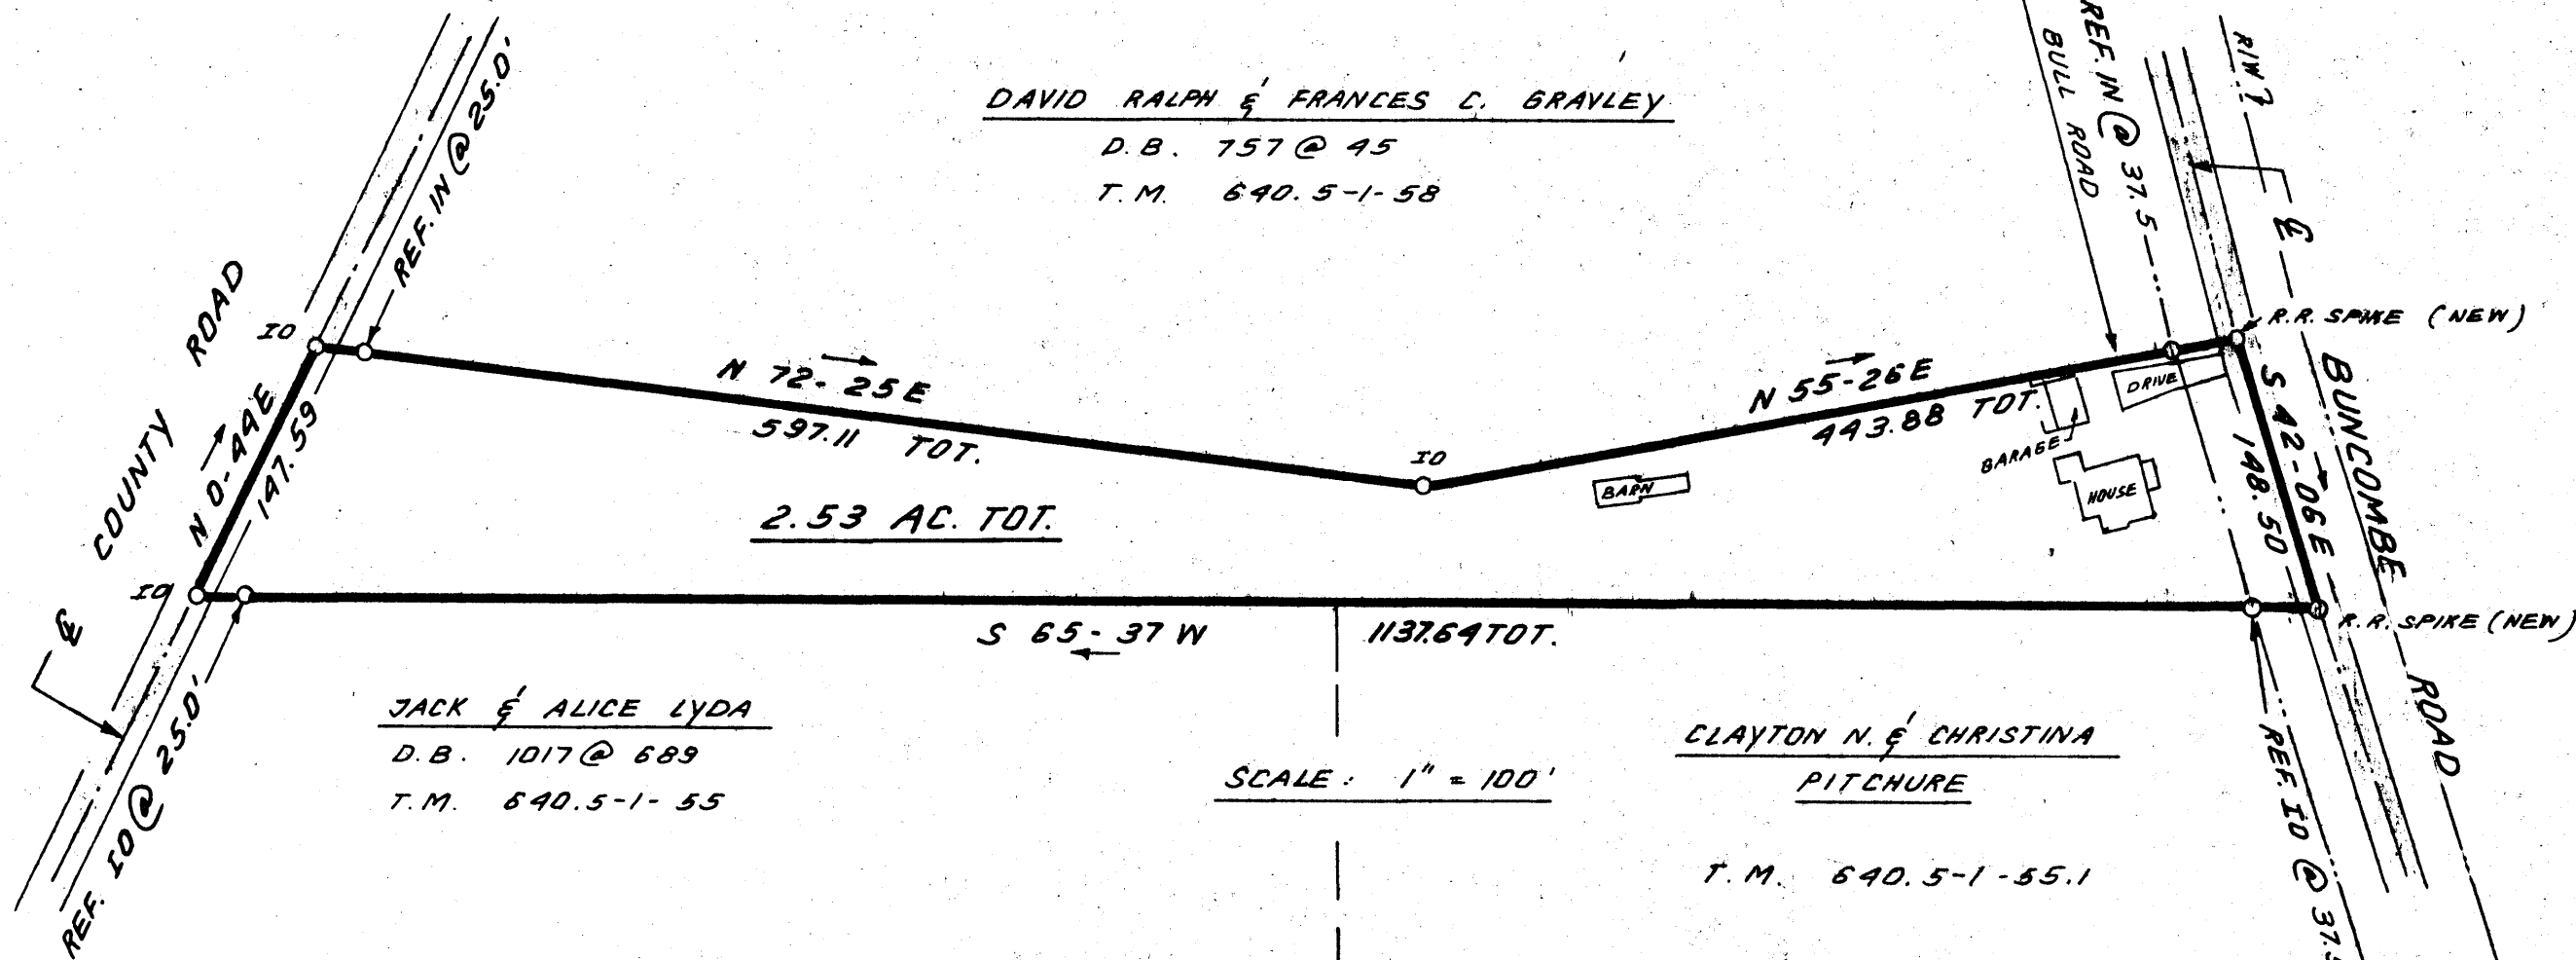 DAVID RALPH & FRANCES C. GRAVLEY
D.B. 757 @ 45
T.M. 640.5-1-58
REF. IN @ 25.0'
COUNTY ROAD
IO
N 0-44E
147.59
IO
℄
REF. IO @ 25.0'
N 72-25 E
597.11 TOT.
2.53 AC. TOT.
IO
N 55-26 E
443.88 TOT.
BARN
GARAGE
HOUSE
DRIVE
BULL ROAD
REF. IN @ 37.5
R/W
℄
R.R. SPIKE (NEW)
S 42-06 E
148.50
BUNCOMBE ROAD
R.R. SPIKE (NEW)
REF. IO @ 37.5
S 65-37 W
1137.64 TOT.
JACK & ALICE LYDA
D.B. 1017 @ 689
T.M. 640.5-1-55
SCALE: 1" = 100'
CLAYTON N. & CHRISTINA
PITCHURE
T.M. 640.5-1-55.1